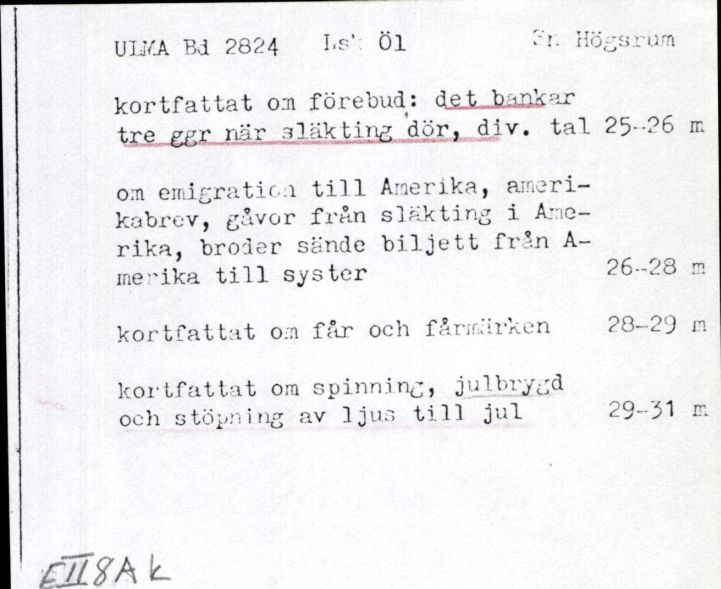 ULMA Bd 2824 Lsk Öl Sn Högsrum
kortfattat om förebud: det bankar
tre ggr när släkting dör, div. tal 25--26 m
om emigration till Amerika, ameri-
kabrev, gåvor från släkting i Ame-
rika, broder sände biljett från A-
merika till syster 26--28 m
kortfattat om får och fårmärken 28-29 m
kortfattat om spinning, julbrygd
och stöpning av ljus till jul 29-31 m
EII8A k